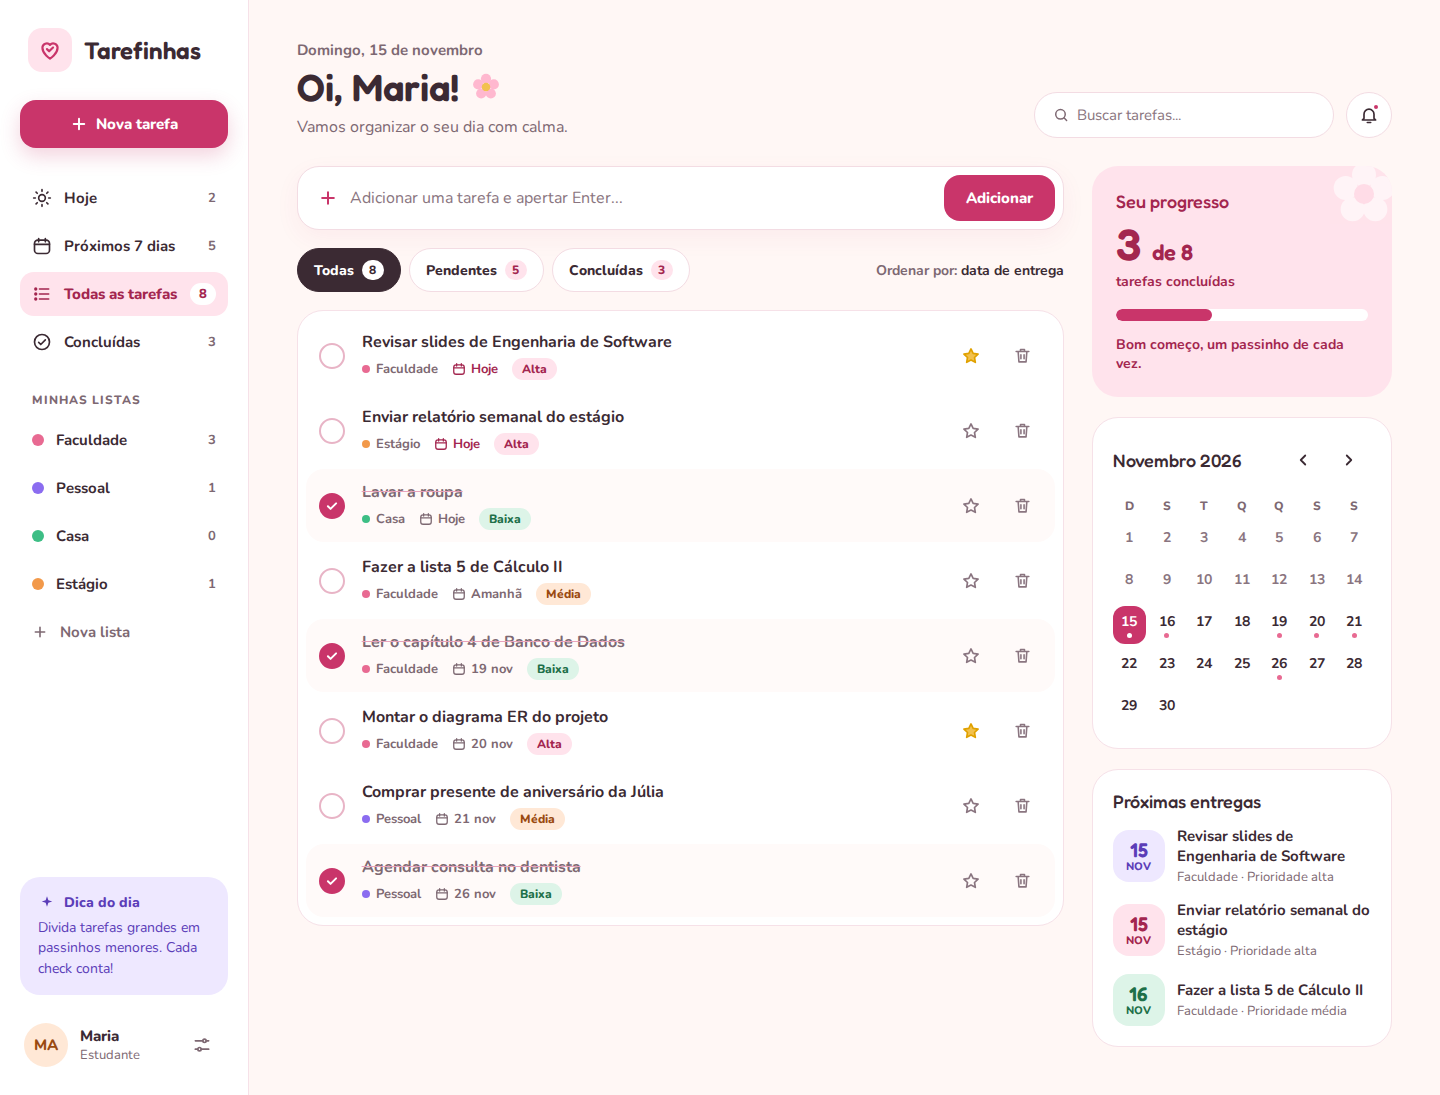 Tarefinhas
Nova tarefa
Hoje 2
Próximos 7 dias 5
Todas as tarefas 8
Concluídas 3
MINHAS LISTAS
Faculdade 3
Pessoal 1
Casa 0
Estágio 1
Nova lista
Dica do dia
Divida tarefas grandes em
passinhos menores. Cada
check conta!
MA
Maria
Estudante
Domingo, 15 de novembro
Oi, Maria!
Vamos organizar o seu dia com calma.
Buscar tarefas...
Adicionar uma tarefa e apertar Enter...
Adicionar
Todas 8
Pendentes 5
Concluídas 3
Ordenar por: data de entrega
Revisar slides de Engenharia de Software
Faculdade Hoje Alta
Enviar relatório semanal do estágio
Estágio Hoje Alta
Lavar a roupa
Casa Hoje Baixa
Fazer a lista 5 de Cálculo II
Faculdade Amanhã Média
Ler o capítulo 4 de Banco de Dados
Faculdade 19 nov Baixa
Montar o diagrama ER do projeto
Faculdade 20 nov Alta
Comprar presente de aniversário da Júlia
Pessoal 21 nov Média
Agendar consulta no dentista
Pessoal 26 nov Baixa
Seu progresso
3 de 8
tarefas concluídas
Bom começo, um passinho de cada
vez.
Novembro 2026
D S T Q Q S S
1 2 3 4 5 6 7
8 9 10 11 12 13 14
15 16 17 18 19 20 21
22 23 24 25 26 27 28
29 30
Próximas entregas
15
NOV
Revisar slides de
Engenharia de Software
Faculdade · Prioridade alta
15
NOV
Enviar relatório semanal do
estágio
Estágio · Prioridade alta
16
NOV
Fazer a lista 5 de Cálculo II
Faculdade · Prioridade média